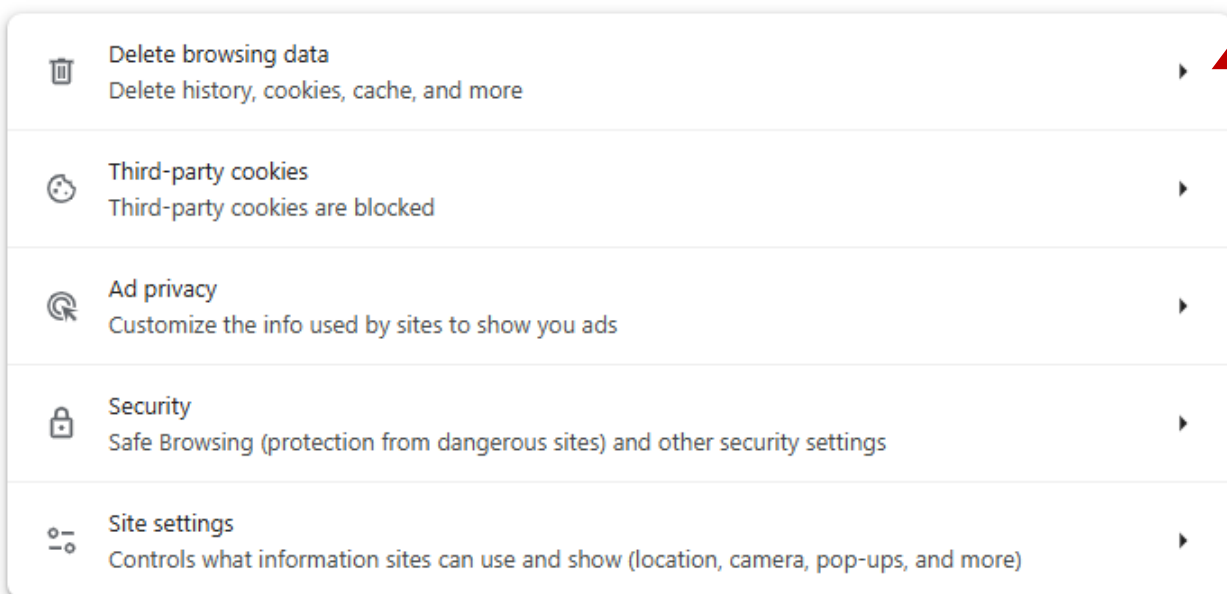 Delete browsing data
Delete history, cookies, cache, and more
Third-party cookies
Third-party cookies are blocked
Ad privacy
Customize the info used by sites to show you ads
Security
Safe Browsing (protection from dangerous sites) and other security settings
Site settings
Controls what information sites can use and show (location, camera, pop-ups, and more)